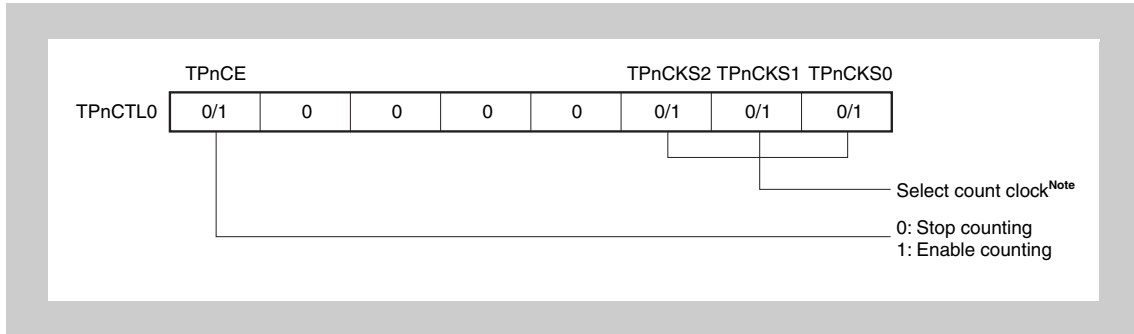 TPnCE TPnCKS2 TPnCKS1 TPnCKS0
TPnCTL0 0/1 0 0 0 0 0/1 0/1 0/1
Select count clockNote
0: Stop counting
1: Enable counting